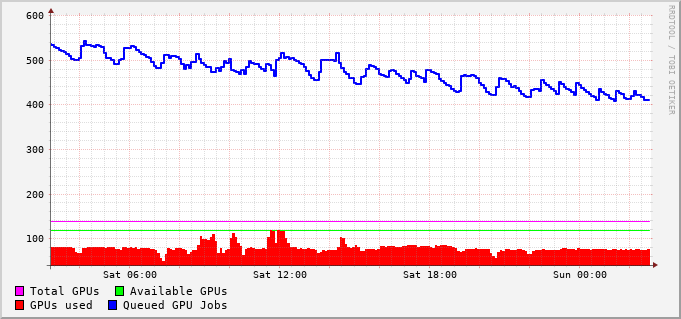 600
500
400
300
200
100
Sat 06:00 Sat 12:00 Sat 18:00 Sun 00:00
Total GPUs Available GPUs
GPUs used Queued GPU Jobs
RRDTOOL / TOBI OETIKER